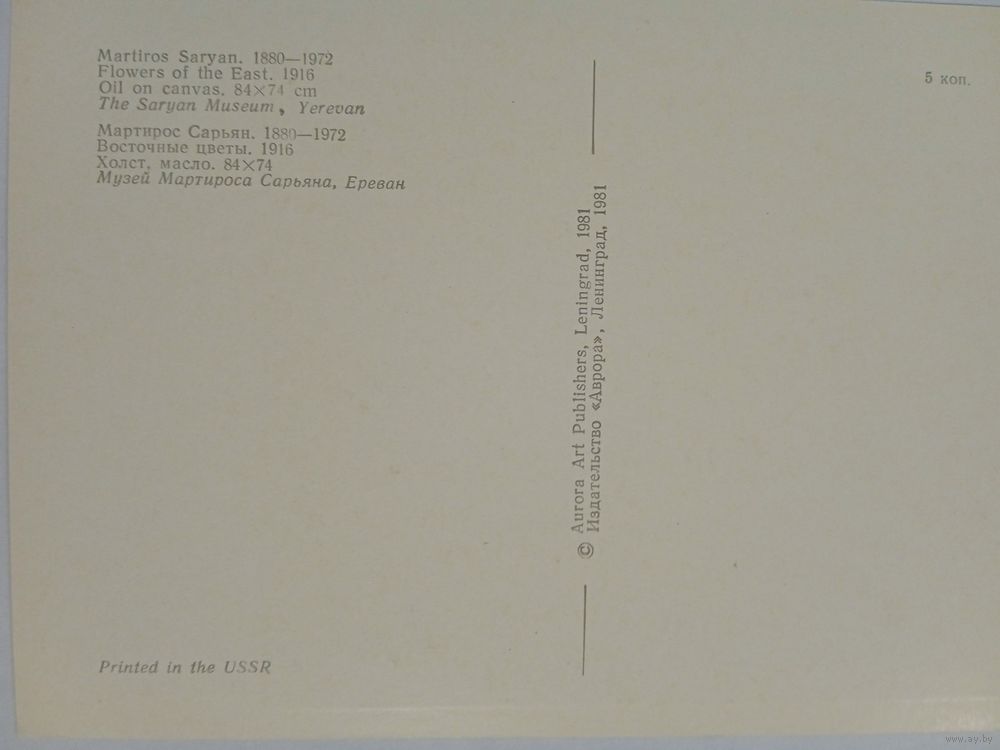 Martiros Saryan. 1880—1972
Flowers of the East. 1916
Oil on canvas. 84×74 cm
The Saryan Museum, Yerevan
Мартирос Сарьян. 1880—1972
Восточные цветы. 1916
Холст, масло. 84×74
Музей Мартироса Сарьяна, Ереван
Printed in the USSR
© Aurora Art Publishers, Leningrad, 1981
Издательство «Аврора», Ленинград, 1981
5 коп.
www.ay.by